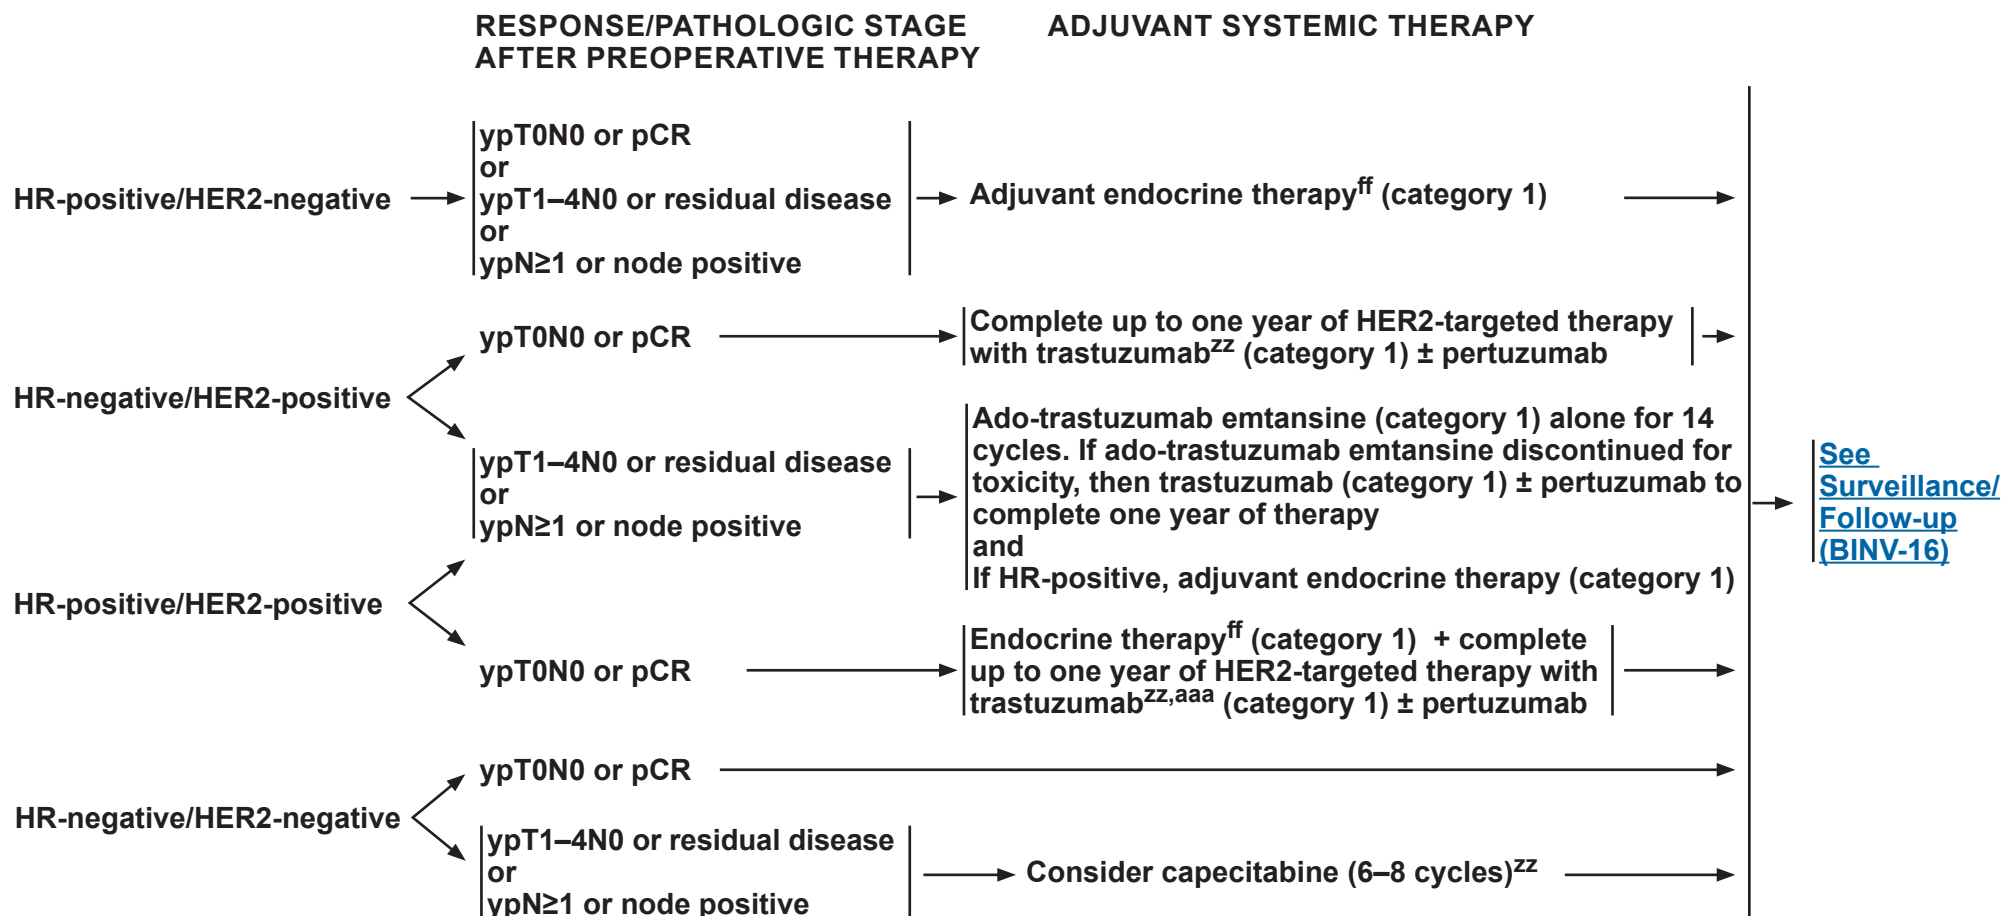 RESPONSE/PATHOLOGIC STAGE
AFTER PREOPERATIVE THERAPY
ADJUVANT SYSTEMIC THERAPY
HR-positive/HER2-negative
ypT0N0 or pCR
or
ypT1–4N0 or residual disease
or
ypN≥1 or node positive
Adjuvant endocrine therapyff (category 1)
HR-negative/HER2-positive
ypT0N0 or pCR
Complete up to one year of HER2-targeted therapy
with trastuzumabzz (category 1) ± pertuzumab
ypT1–4N0 or residual disease
or
ypN≥1 or node positive
Ado-trastuzumab emtansine (category 1) alone for 14
cycles. If ado-trastuzumab emtansine discontinued for
toxicity, then trastuzumab (category 1) ± pertuzumab to
complete one year of therapy
and
If HR-positive, adjuvant endocrine therapy (category 1)
HR-positive/HER2-positive
ypT0N0 or pCR
Endocrine therapyff (category 1) + complete
up to one year of HER2-targeted therapy with
trastuzumabzz,aaa (category 1) ± pertuzumab
HR-negative/HER2-negative
ypT0N0 or pCR
ypT1–4N0 or residual disease
or
ypN≥1 or node positive
Consider capecitabine (6–8 cycles)zz
See
Surveillance/
Follow-up
(BINV-16)